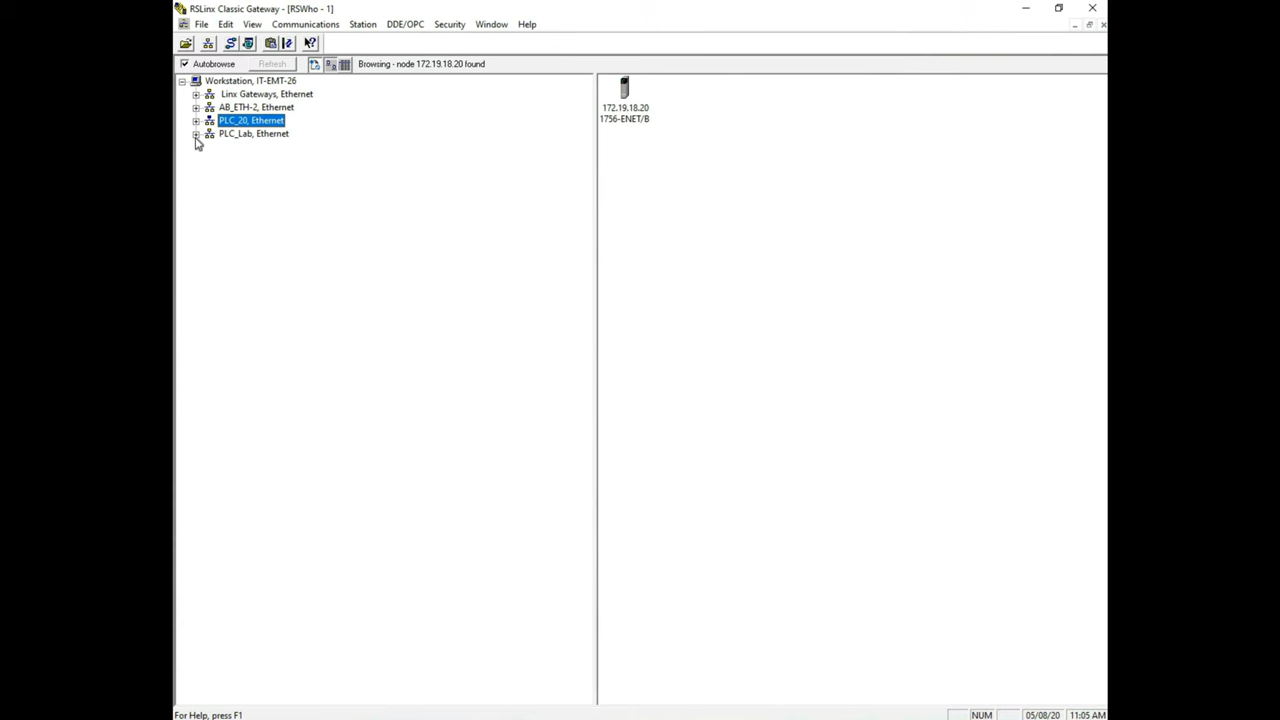 RSLinx Classic Gateway - [RSWho - 1]
File Edit View Communications Station DDE/OPC Security Window Help
Autobrowse Refresh Browsing - node 172.19.18.20 found
Workstation, IT-EMT-26
Linx Gateways, Ethernet
AB_ETH-2, Ethernet
PLC_20, Ethernet
PLC_Lab, Ethernet
172.19.18.20
1756-ENET/B
For Help, press F1 NUM 05/08/20 11:05 AM